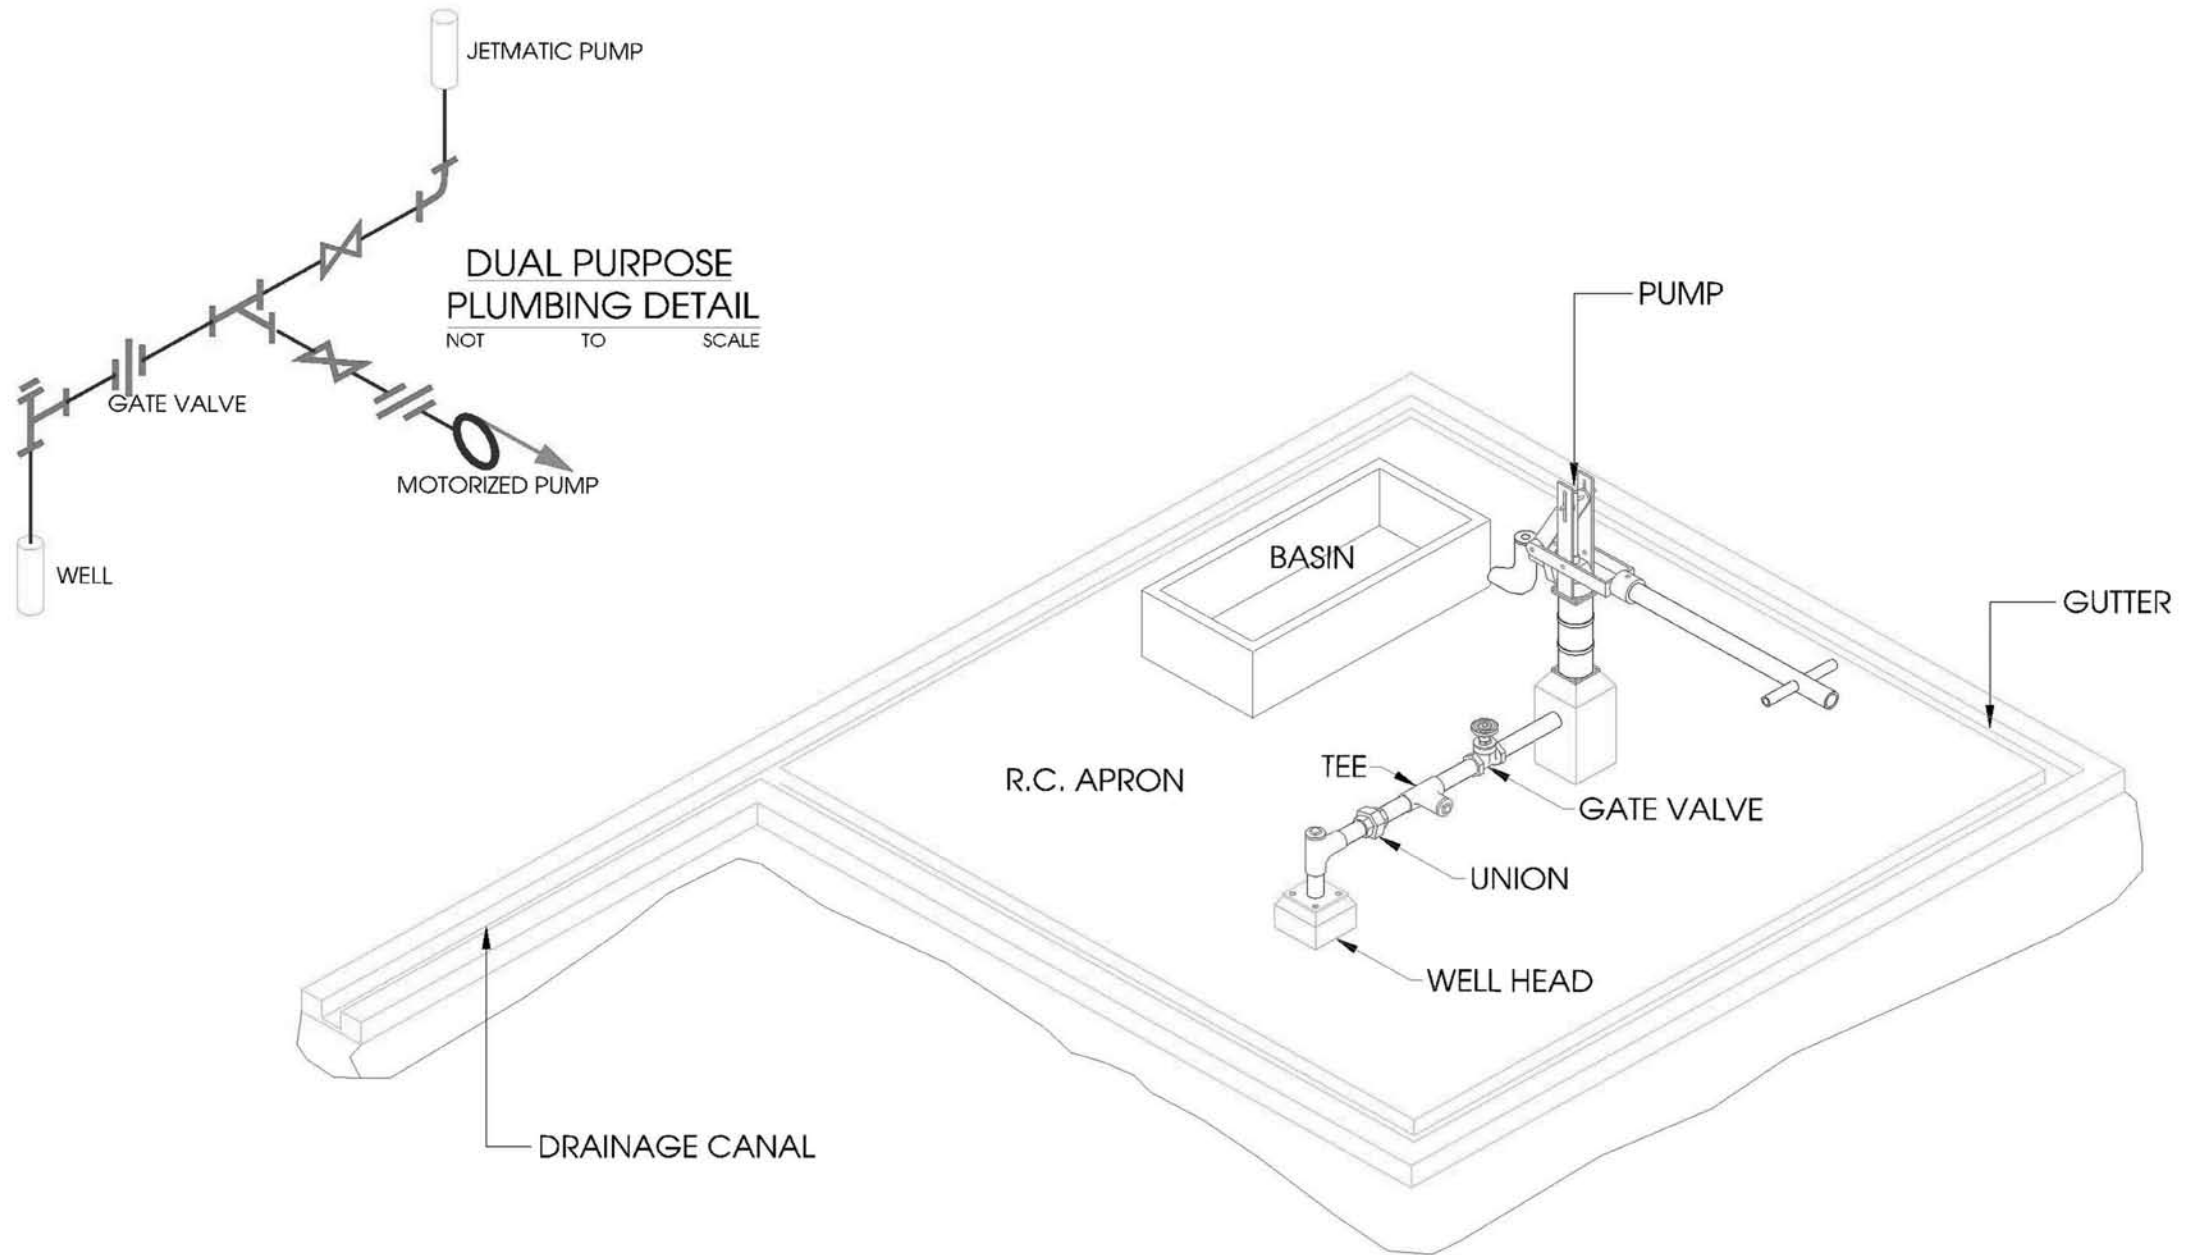 JETMATIC PUMP
DUAL PURPOSE
PLUMBING DETAIL
NOT TO SCALE
GATE VALVE
MOTORIZED PUMP
WELL
PUMP
BASIN
GUTTER
TEE
R.C. APRON
GATE VALVE
UNION
WELL HEAD
DRAINAGE CANAL